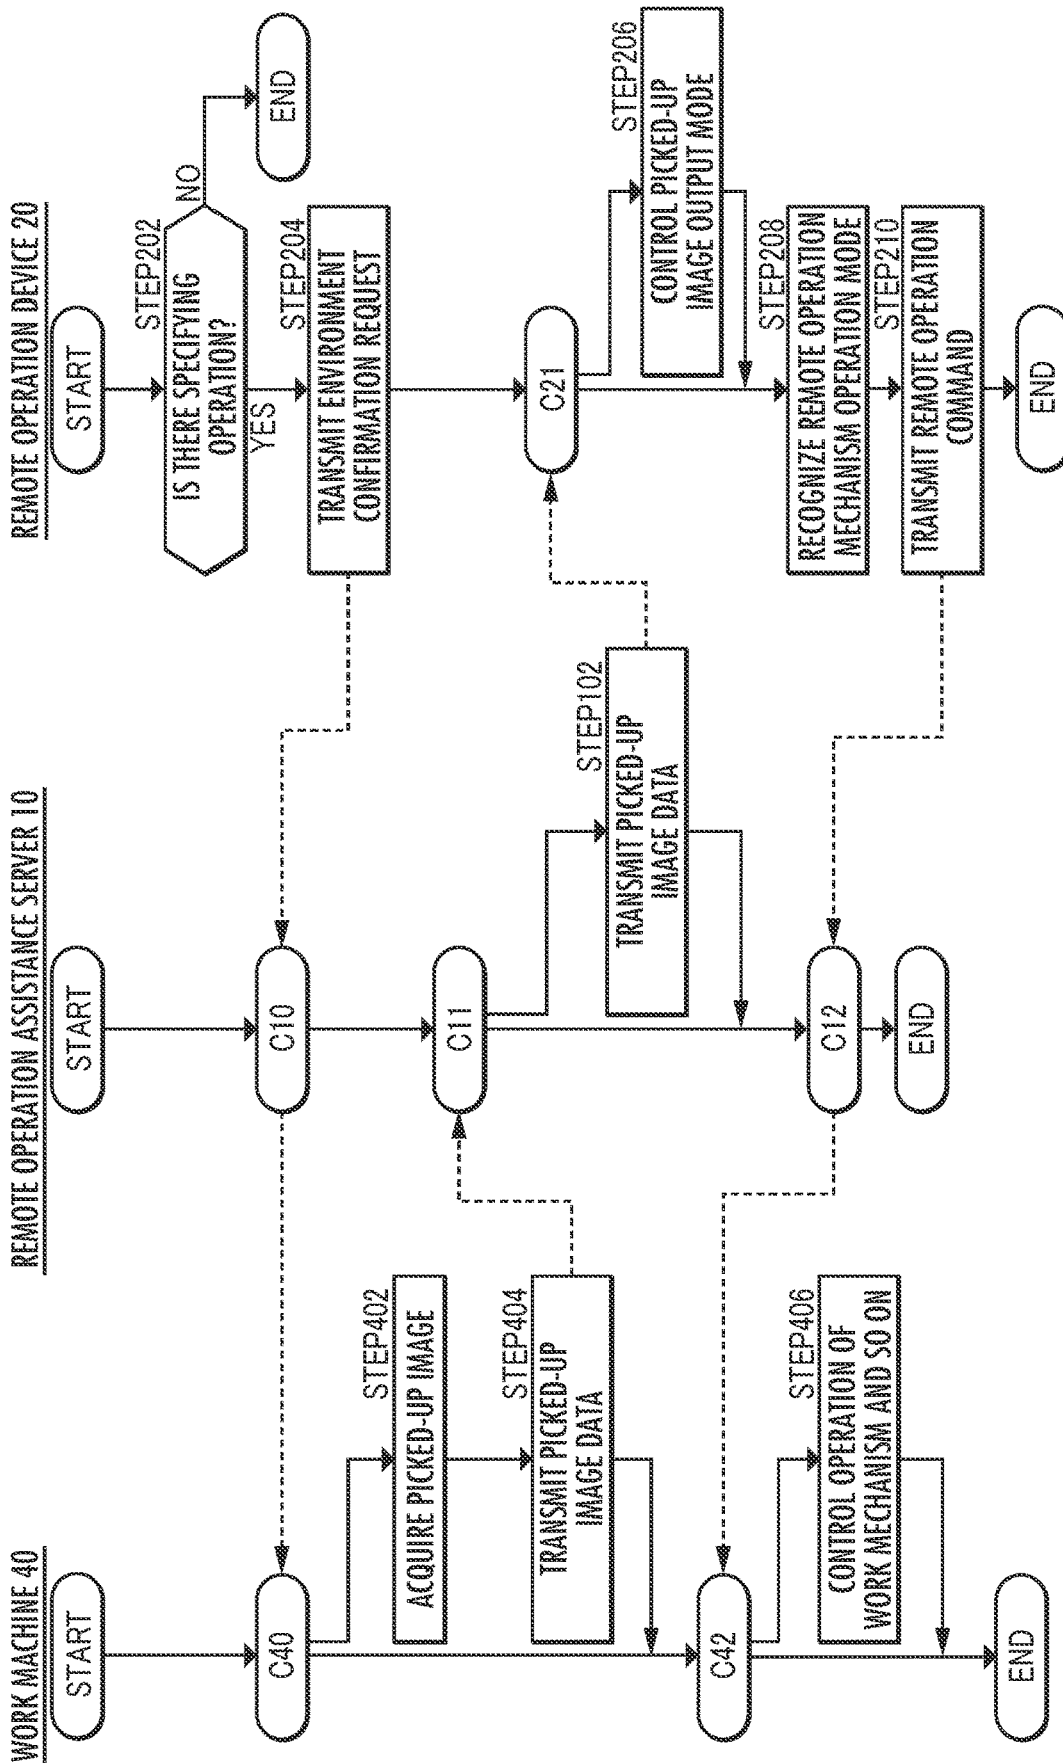 REMOTE OPERATION DEVICE 20
START
STEP202
IS THERE SPECIFYING
OPERATION?
NO
END
YES
STEP204
TRANSMIT ENVIRONMENT
CONFIRMATION REQUEST
C21
STEP206
CONTROL PICKED-UP
IMAGE OUTPUT MODE
STEP208
RECOGNIZE REMOTE OPERATION
MECHANISM OPERATION MODE
STEP210
TRANSMIT REMOTE OPERATION
COMMAND
END
REMOTE OPERATION ASSISTANCE SERVER 10
START
C10
C11
STEP102
TRANSMIT PICKED-UP
IMAGE DATA
C12
END
WORK MACHINE 40
START
C40
STEP402
ACQUIRE PICKED-UP IMAGE
STEP404
TRANSMIT PICKED-UP
IMAGE DATA
C42
STEP406
CONTROL OPERATION OF
WORK MECHANISM AND SO ON
END